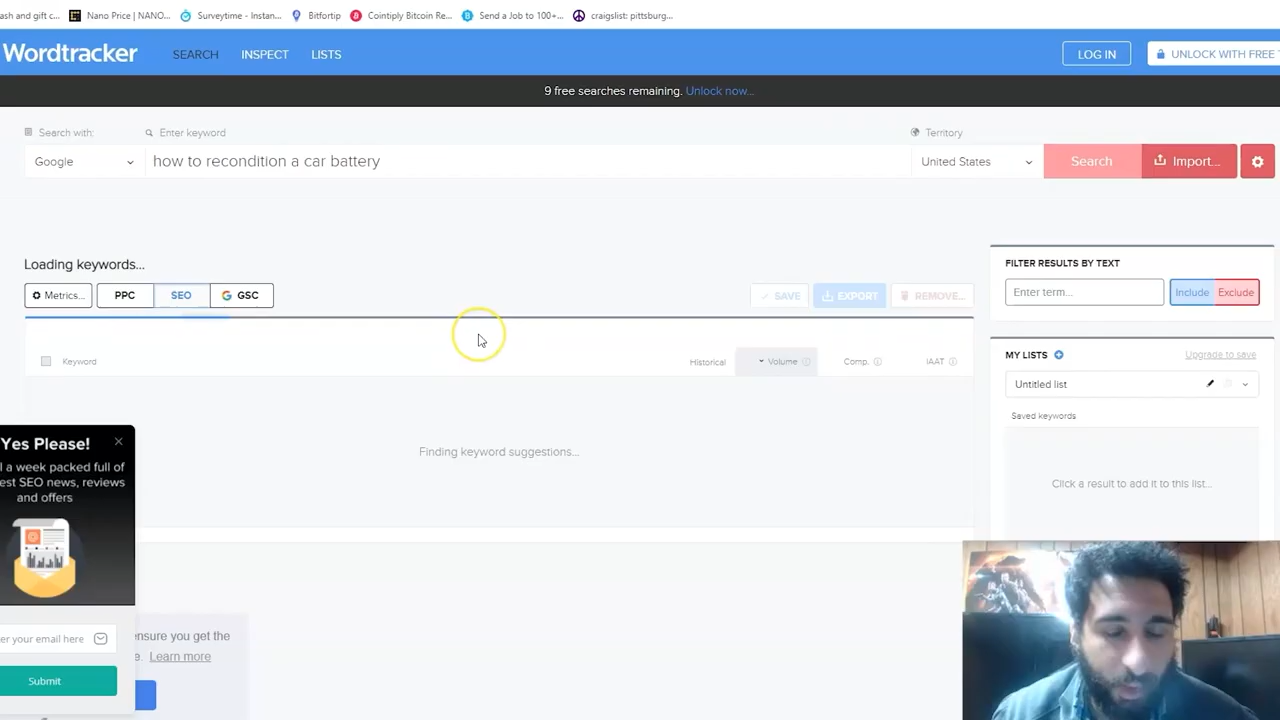 ash and gift c... Nano Price | NANO... Surveytime - Instan... Bitfortip Cointiply Bitcoin Re... Send a Job to 100+... craigslist: pittsburg...
Wordtracker SEARCH INSPECT LISTS LOG IN UNLOCK WITH FREE
9 free searches remaining. Unlock now...
Search with: Enter keyword Territory
Google how to recondition a car battery United States Search Import...
Loading keywords...
FILTER RESULTS BY TEXT
Metrics... PPC SEO GSC SAVE EXPORT REMOVE... Enter term... Include Exclude
Keyword Historical Volume Comp. IAAT
MY LISTS Upgrade to save
Untitled list
Saved keywords
Finding keyword suggestions...
Click a result to add it to this list...
Yes Please!
l a week packed full of
est SEO news, reviews
and offers
er your email here
Submit
ensure you get the
e. Learn more